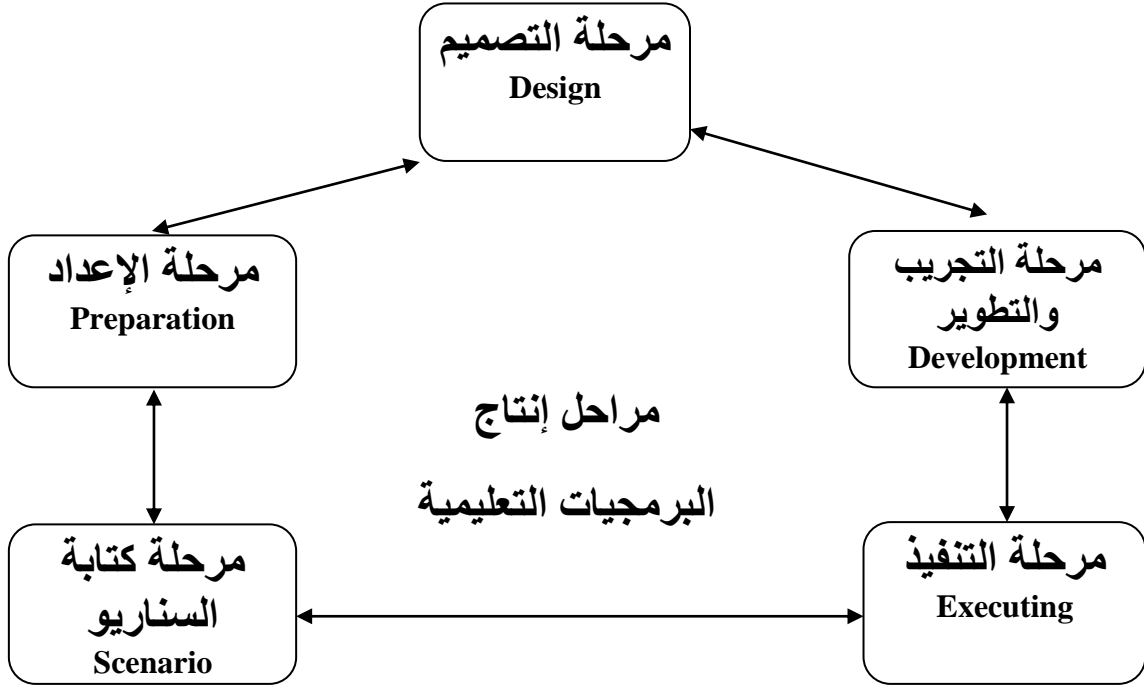 مرحلة التصميم
Design
مرحلة الإعداد
Preparation
مرحلة التجريب
والتطوير
Development
مراحل إنتاج
البرمجيات التعليمية
مرحلة كتابة
السناريو
Scenario
مرحلة التنفيذ
Executing